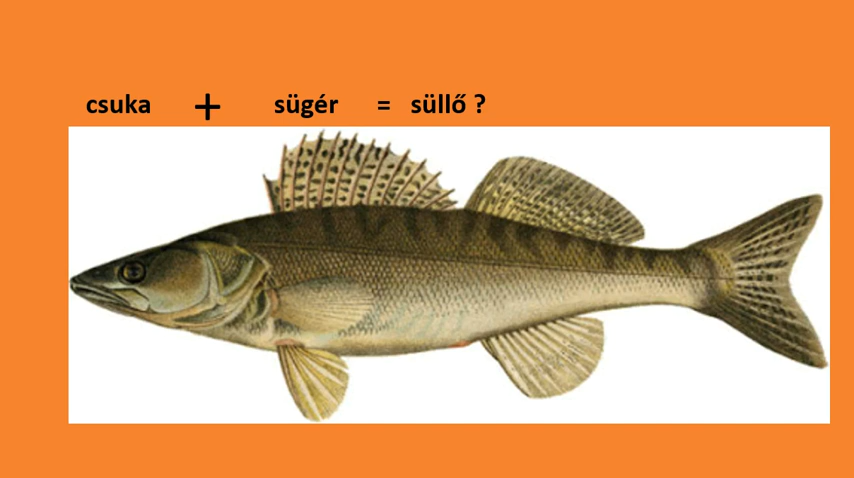 csuka + sügér = süllő ?